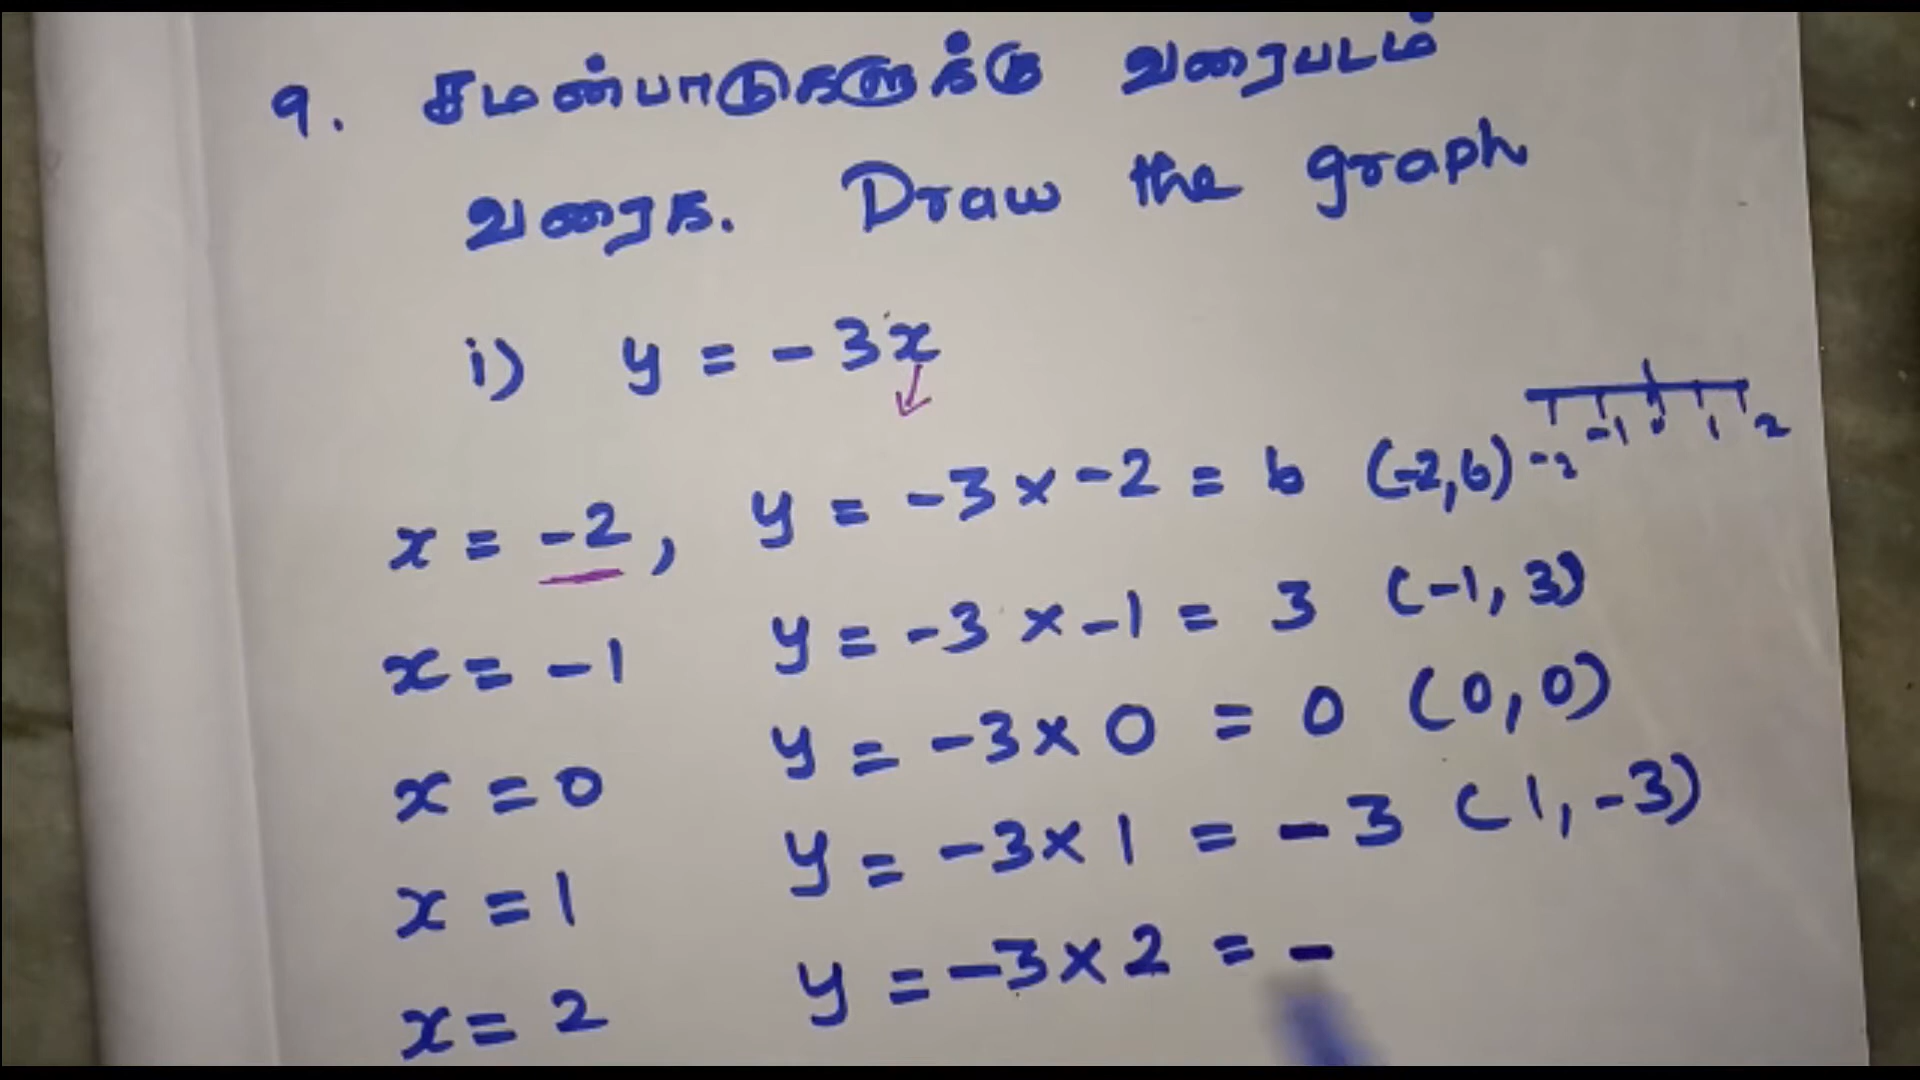 9. சமன்பாடுகளுக்கு வரைபடம்
வரைக. Draw the graph
i) y = -3x
-2 -1 0 1 2
x = -2, y = -3 x -2 = 6 (-2,6)
x = -1 y = -3 x -1 = 3 (-1, 3)
x = 0 y = -3 x 0 = 0 (0,0)
x = 1 y = -3 x 1 = -3 (1, -3)
x = 2 y = -3 x 2 = -